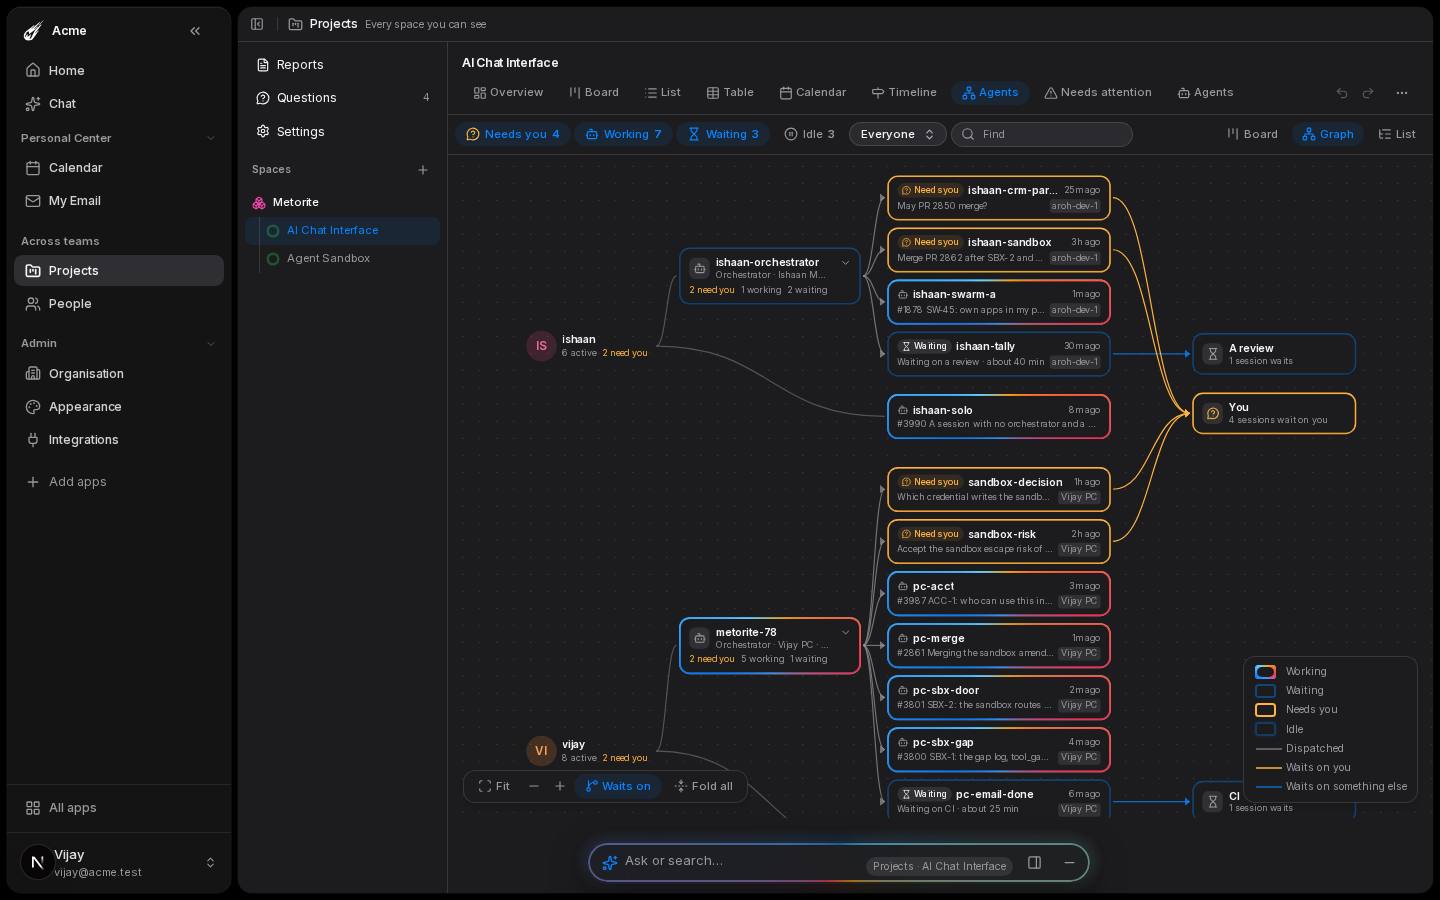 Acme
Home
Chat
Personal Center
Calendar
My Email
Across teams
Projects
People
Admin
Organisation
Appearance
Integrations
Add apps
All apps
N
Vijay
vijay@acme.test
Projects Every space you can see
Reports
Questions 4
Settings
Spaces
Metorite
AI Chat Interface
Agent Sandbox
AI Chat Interface
Overview Board List Table Calendar Timeline Agents Needs attention Agents
Needs you 4 Working 7 Waiting 3 Idle 3 Everyone Find Board Graph List
IS
ishaan
6 active 2 need you
VI
vijay
8 active 2 need you
ishaan-orchestrator
Orchestrator · Ishaan M...
2 need you 1 working 2 waiting
metorite-78
Orchestrator · Vijay PC · ...
2 need you 5 working 1 waiting
Needs you ishaan-crm-par... 25m ago
May PR 2850 merge? aroh-dev-1
Needs you ishaan-sandbox 3h ago
Merge PR 2862 after SBX-2 and ... aroh-dev-1
ishaan-swarm-a 1m ago
#1878 SW-45: own apps in my p... aroh-dev-1
Waiting ishaan-tally 30m ago
Waiting on a review · about 40 min aroh-dev-1
ishaan-solo 8m ago
#3990 A session with no orchestrator and a ...
Needs you sandbox-decision 1h ago
Which credential writes the sandb... Vijay PC
Needs you sandbox-risk 2h ago
Accept the sandbox escape risk of ... Vijay PC
pc-acct 3m ago
#3987 ACC-1: who can use this in... Vijay PC
pc-merge 1m ago
#2861 Merging the sandbox amend... Vijay PC
pc-sbx-door 2m ago
#3801 SBX-2: the sandbox routes ... Vijay PC
pc-sbx-gap 4m ago
#3800 SBX-1: the gap log, tool_ga... Vijay PC
Waiting pc-email-done 6m ago
Waiting on CI · about 25 min Vijay PC
A review
1 session waits
You
4 sessions wait on you
CI
1 session waits
Working
Waiting
Needs you
Idle
Dispatched
Waits on you
Waits on something else
Fit Waits on Fold all
Ask or search... Projects · AI Chat Interface